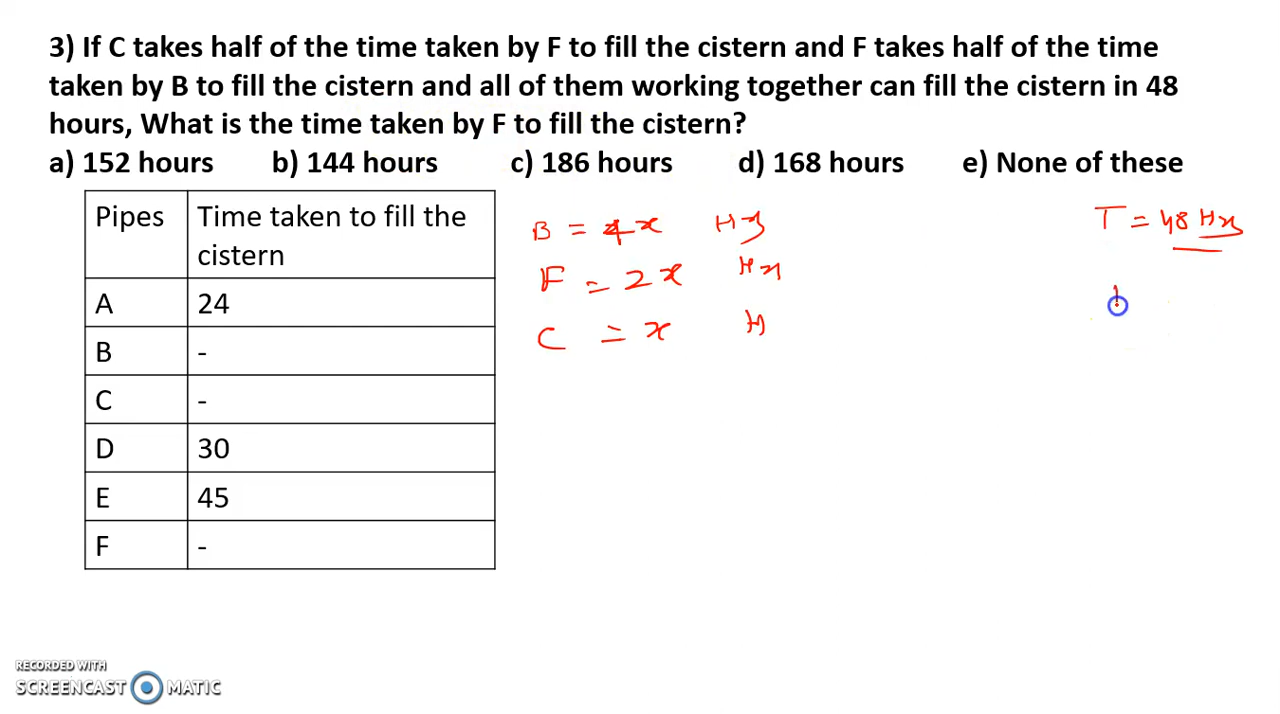 3) If C takes half of the time taken by F to fill the cistern and F takes half of the time
taken by B to fill the cistern and all of them working together can fill the cistern in 48
hours, What is the time taken by F to fill the cistern?
a) 152 hours b) 144 hours c) 186 hours d) 168 hours e) None of these
Pipes Time taken to fill the
cistern
A 24
B -
C -
D 30
E 45
F -
B = 4x Hrs
F = 2x Hrs
C = x H
T = 48 Hrs
RECORDED WITH
SCREENCAST MATIC